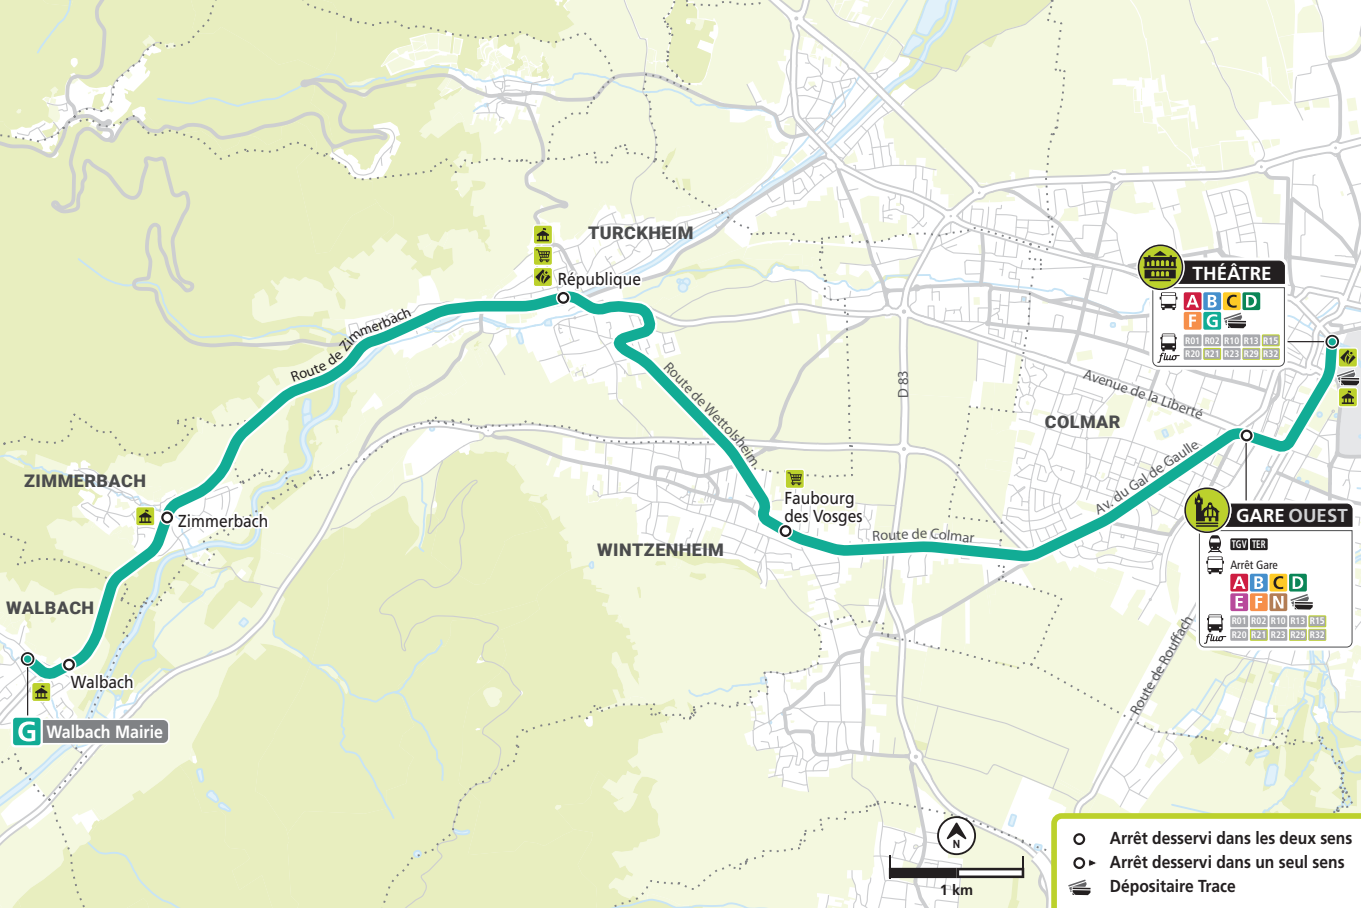 TURCKHEIM
République
Route de Zimmerbach
THÉÂTRE
A B C D
F G
R01 R02 R10 R13 R15
fluo R20 R21 R23 R29 R32
Route de Wettolsheim
D 83
Avenue de la Liberté
COLMAR
Av. du Gal de Gaulle
ZIMMERBACH
Zimmerbach
Faubourg
des Vosges
Route de Colmar
WINTZENHEIM
GARE OUEST
TGV TER
Arrêt Gare
A B C D
E F N
R01 R02 R10 R13 R15
fluo R20 R21 R23 R29 R32
WALBACH
Walbach
G Walbach Mairie
Route de Rouffach
N
1 km
Arrêt desservi dans les deux sens
Arrêt desservi dans un seul sens
Dépositaire Trace